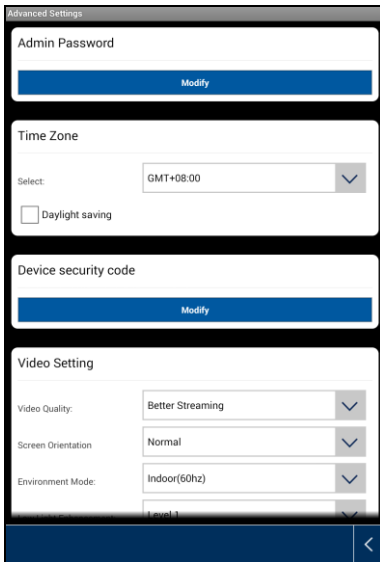 Advanced Settings
Admin Password
Modify
Time Zone
Select:
GMT+08:00
Daylight saving
Device security code
Modify
Video Setting
Video Quality:
Better Streaming
Screen Orientation
Normal
Environment Mode:
Indoor(60hz)
Level 1